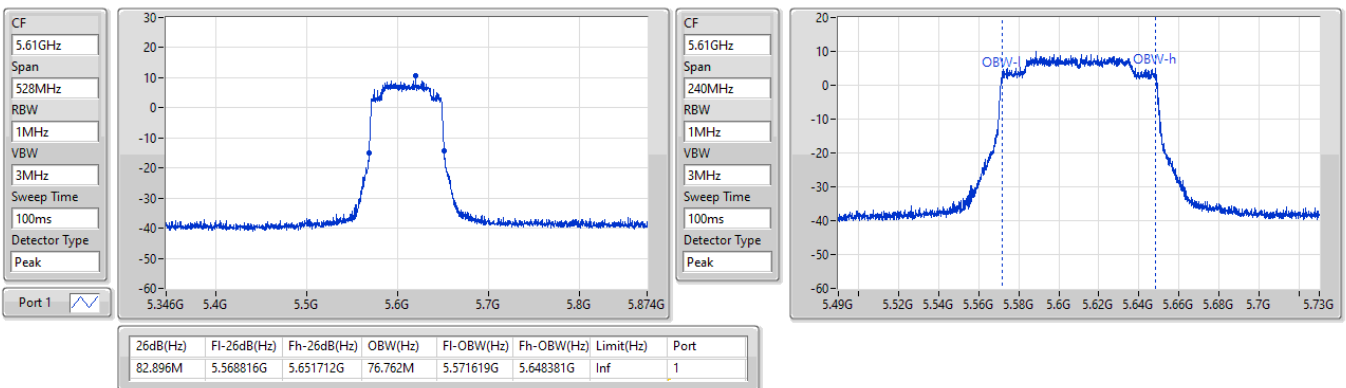 CF
5.61GHz
Span
528MHz
RBW
1MHz
VBW
3MHz
Sweep Time
100ms
Detector Type
Peak
Port 1
30
20
10
0
-10
-20
-30
-40
-50
-60
5.346G 5.4G 5.5G 5.6G 5.7G 5.8G 5.874G
CF
5.61GHz
Span
240MHz
RBW
1MHz
VBW
3MHz
Sweep Time
100ms
Detector Type
Peak
20
10
0
-10
-20
-30
-40
-50
-60
OBW-l OBW-h
5.49G 5.52G 5.54G 5.56G 5.58G 5.6G 5.62G 5.64G 5.66G 5.68G 5.7G 5.73G
26dB(Hz) Fl-26dB(Hz) Fh-26dB(Hz) OBW(Hz) Fl-OBW(Hz) Fh-OBW(Hz) Limit(Hz) Port
82.896M 5.568816G 5.651712G 76.762M 5.571619G 5.648381G Inf 1